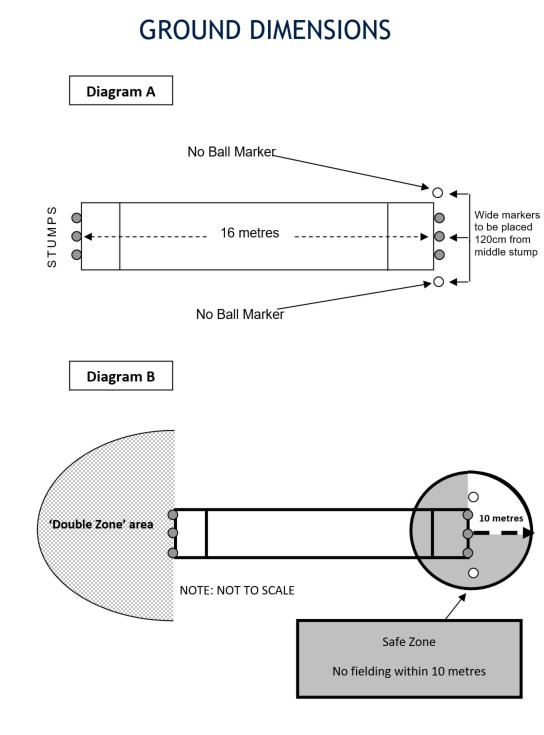 GROUND DIMENSIONS
Diagram A
No Ball Marker
STUMPS
16 metres
Wide markers
to be placed
120cm from
middle stump
No Ball Marker
Diagram B
'Double Zone' area
10 metres
NOTE: NOT TO SCALE
Safe Zone
No fielding within 10 metres